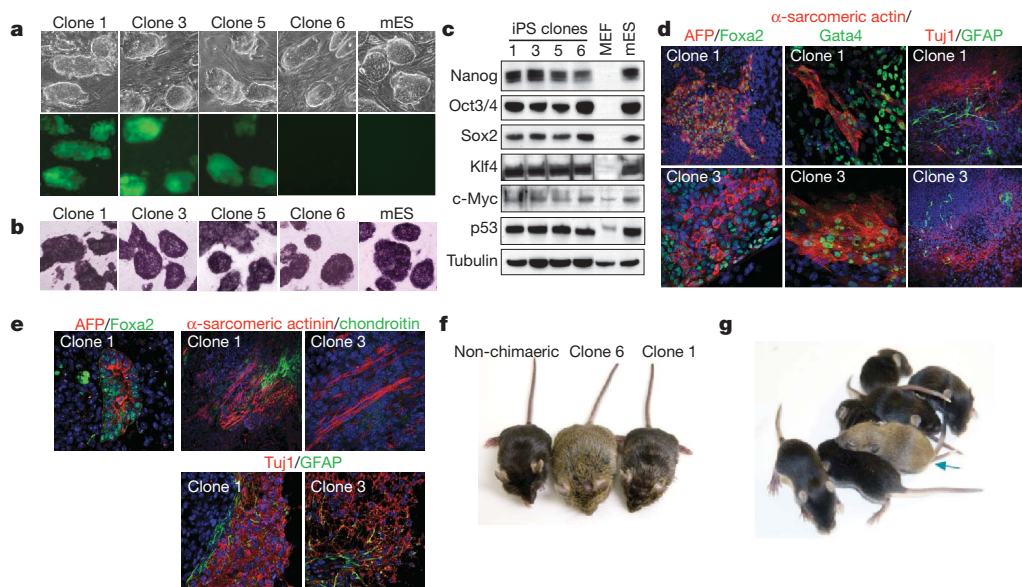 a
Clone 1 Clone 3 Clone 5 Clone 6 mES
b
Clone 1 Clone 3 Clone 5 Clone 6 mES
c
iPS clones
1 3 5 6 MEF mES
Nanog
Oct3/4
Sox2
Klf4
c-Myc
p53
Tubulin
d
α-sarcomeric actin/
AFP/Foxa2 Gata4 Tuj1/GFAP
Clone 1 Clone 1 Clone 1
Clone 3 Clone 3 Clone 3
e
AFP/Foxa2 α-sarcomeric actinin/chondroitin
Clone 1 Clone 1 Clone 3
Tuj1/GFAP
Clone 1 Clone 3
f
Non-chimaeric Clone 6 Clone 1
g